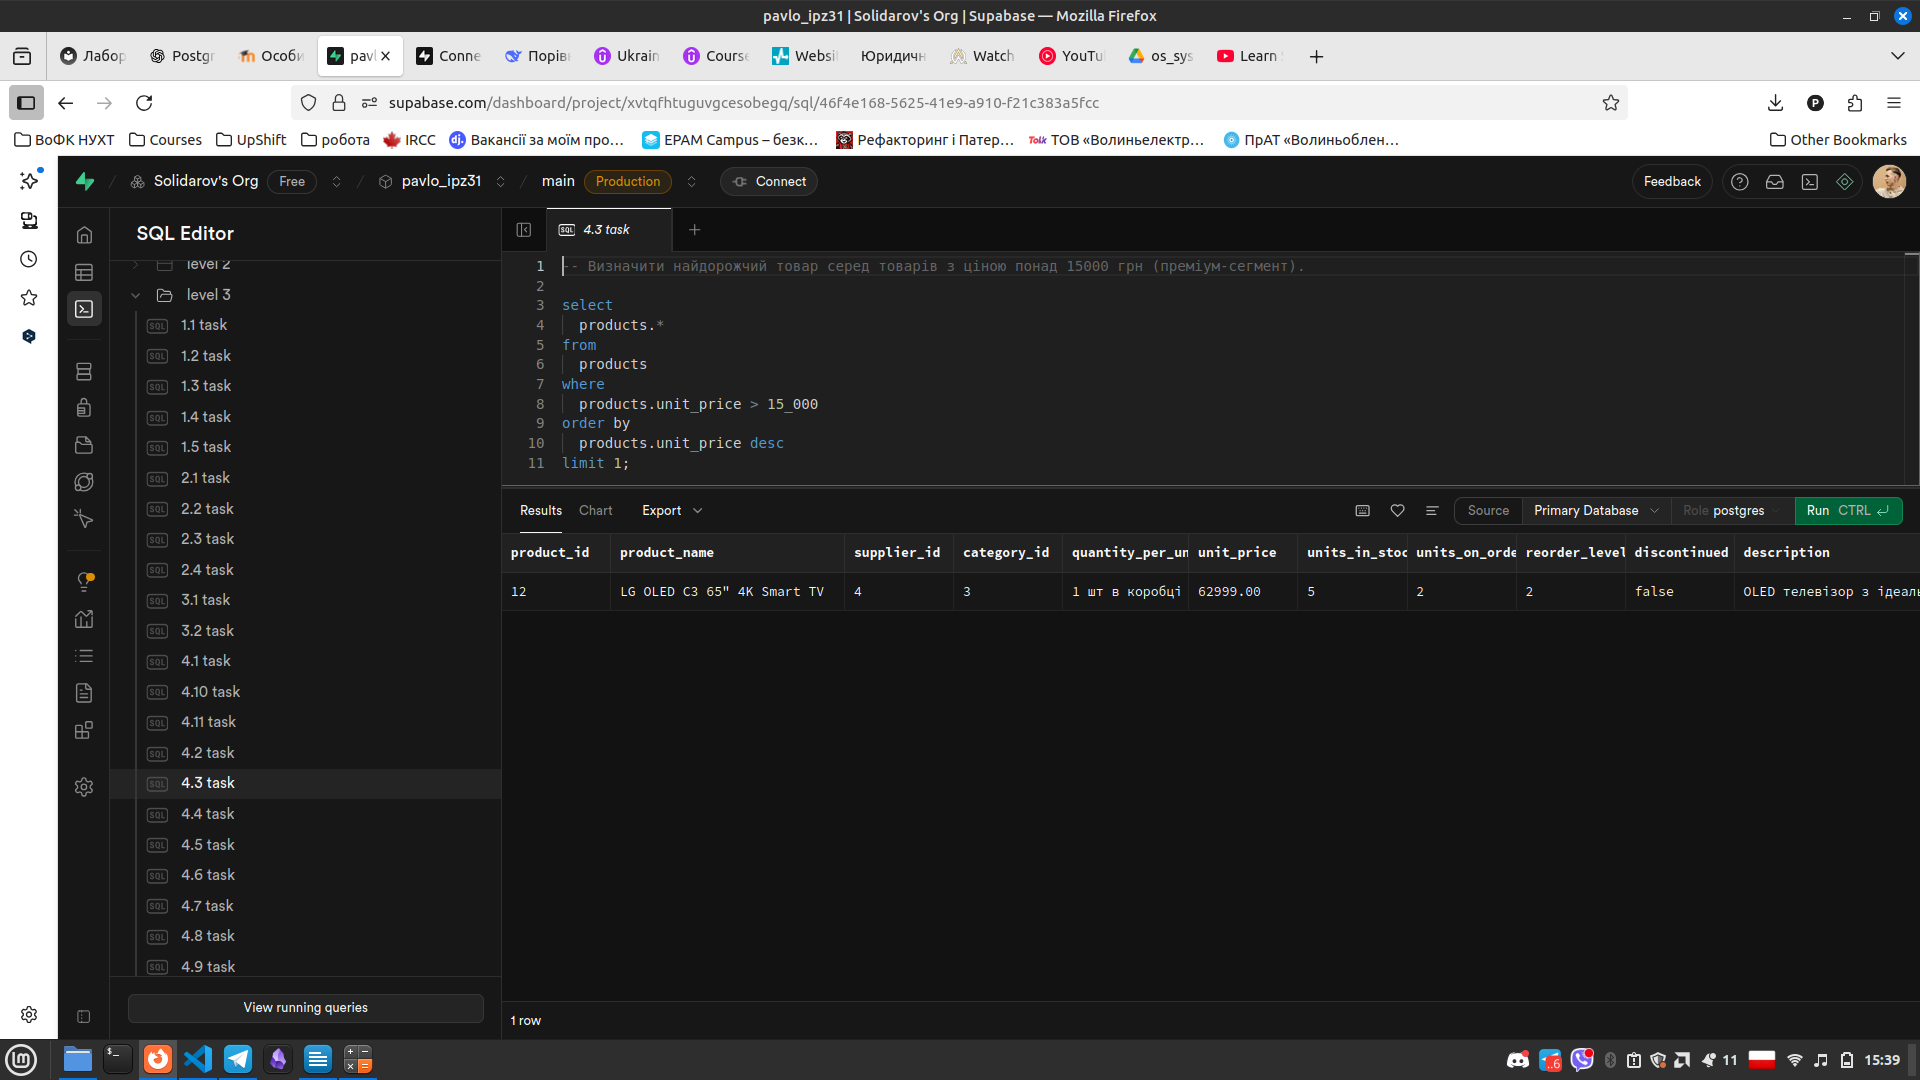 pavlo_ipz31 | Solidarov's Org | Supabase — Mozilla Firefox
Лабор
Postgr
Особи
pavl
Conne
Порівн
Ukrain
Course
Websit
Юридичн
Watch
YouTu
os_sys
Learn
supabase.com/dashboard/project/xvtqfhtuguvgcesobegq/sql/46f4e168-5625-41e9-a910-f21c383a5fcc
ВоФК НУХТ
Courses
UpShift
робота
IRCC
Вакансії за моїм про…
EPAM Campus – безк…
Рефакторинг і Патер…
ТОВ «Волиньелектр…
ПрАТ «Волиньоблен…
Other Bookmarks
Solidarov's Org
Free
pavlo_ipz31
main
Production
Connect
Feedback
SQL Editor
level 2
level 3
1.1 task
1.2 task
1.3 task
1.4 task
1.5 task
2.1 task
2.2 task
2.3 task
2.4 task
3.1 task
3.2 task
4.1 task
4.10 task
4.11 task
4.2 task
4.3 task
4.4 task
4.5 task
4.6 task
4.7 task
4.8 task
4.9 task
View running queries
4.3 task
1 -- Визначити найдорожчий товар серед товарів з ціною понад 15000 грн (преміум-сегмент).
2
3 select
4 products.*
5 from
6 products
7 where
8 products.unit_price > 15_000
9 order by
10 products.unit_price desc
11 limit 1;
Results
Chart
Export
Source
Primary Database
Role postgres
Run CTRL
product_id product_name supplier_id category_id quantity_per_un unit_price units_in_stoc units_on_orde reorder_level discontinued description
12 LG OLED C3 65" 4K Smart TV 4 3 1 шт в коробці 62999.00 5 2 2 false OLED телевізор з ідеаль
1 row
11
15:39